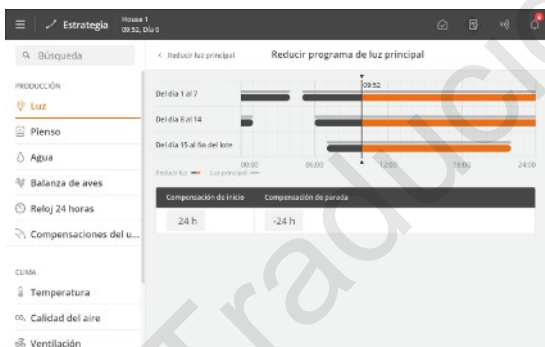 Estrategia
House 1
09:52, Día 0
Búsqueda
Reducir luz principal
Reducir programa de luz principal
PRODUCCIÓN
Luz
Pienso
Agua
Balanza de aves
Reloj 24 horas
Compensaciones del u...
CLIMA
Temperatura
Calidad del aire
Ventilación
09:52
Del día 1 al 7
Del día 8 al 14
Del día 15 al fin del lote
00:00 06:00 12:00 18:00 24:00
Reducir luz Luz principal
Compensación de inicio Compensación de parada
24 h -24 h
Traducci